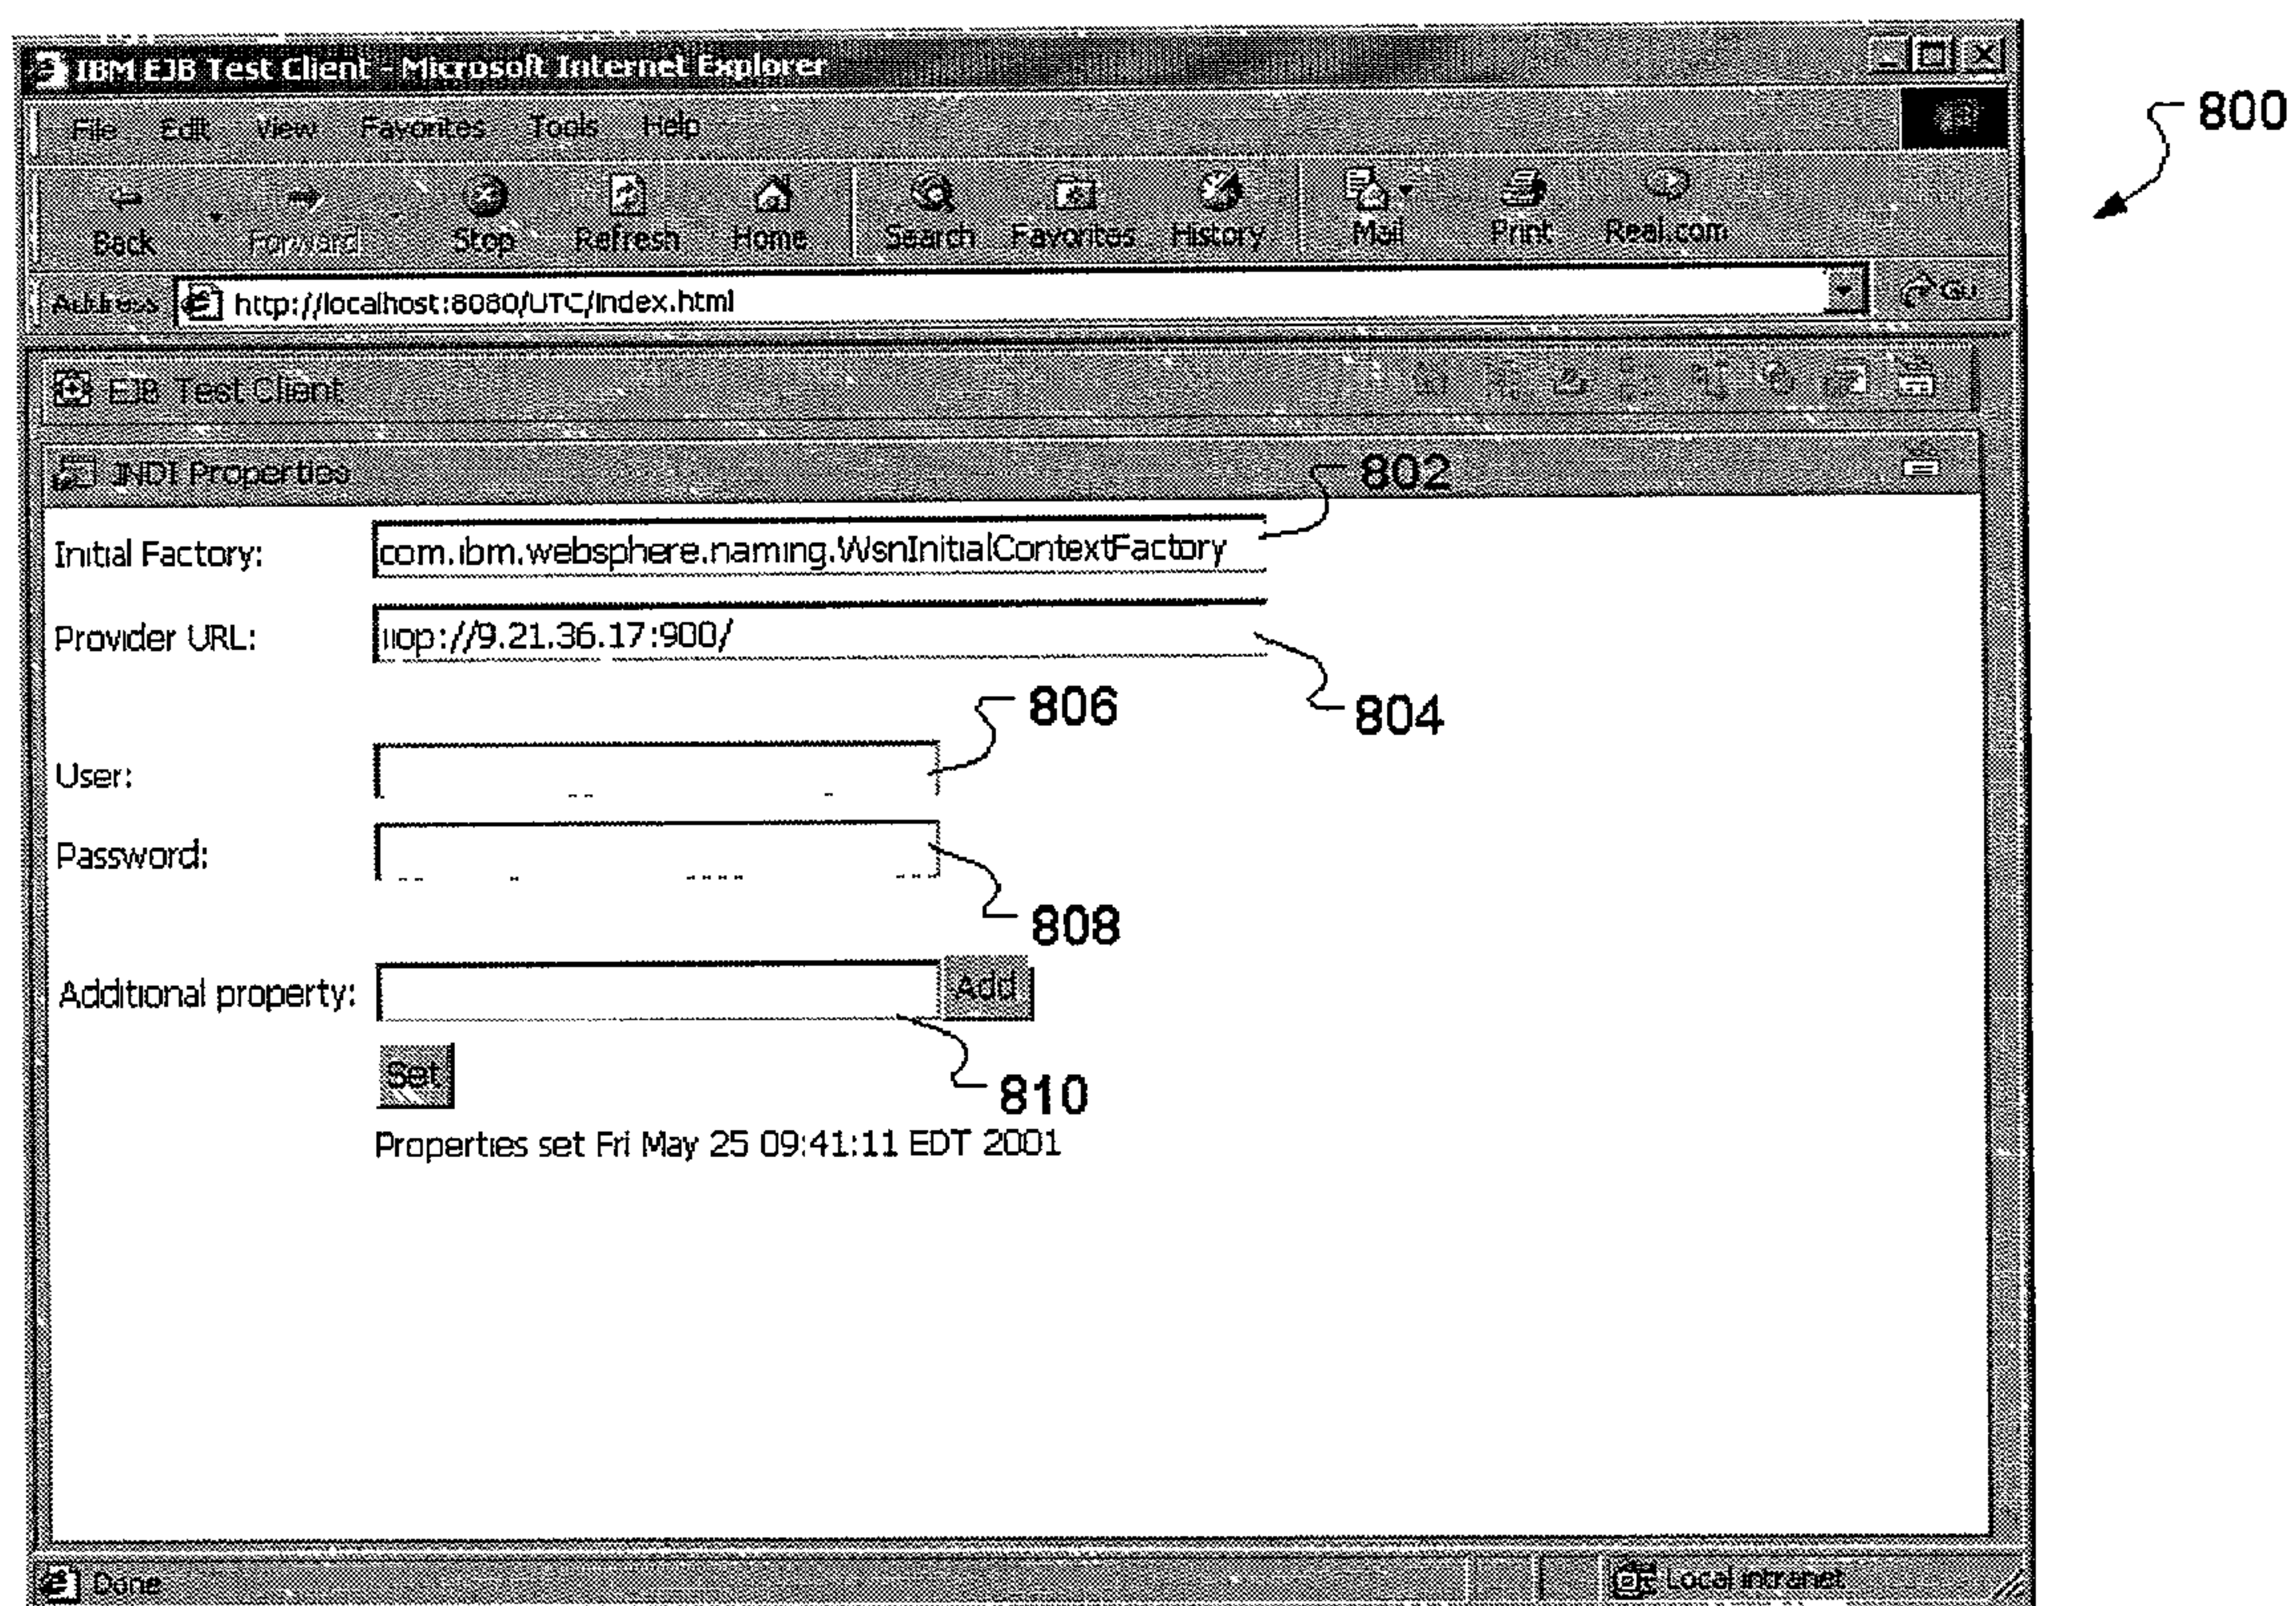 IBM EJB Test Client - Microsoft Internet Explorer
File Edit View Favorites Tools Help
800
Back Forward Stop Refresh Home Search Favorites History Mail Print Real.com
Address http://localhost:8080/UTC/index.html Go
EJB Test Client
JNDI Properties
802
Initial Factory: com.ibm.websphere.naming.WsnInitialContextFactory
Provider URL: iiop://9.21.36.17:900/
806
804
User:
Password:
808
Additional property: Add
Set
810
Properties set Fri May 25 09:41:11 EDT 2001
Done Local intranet